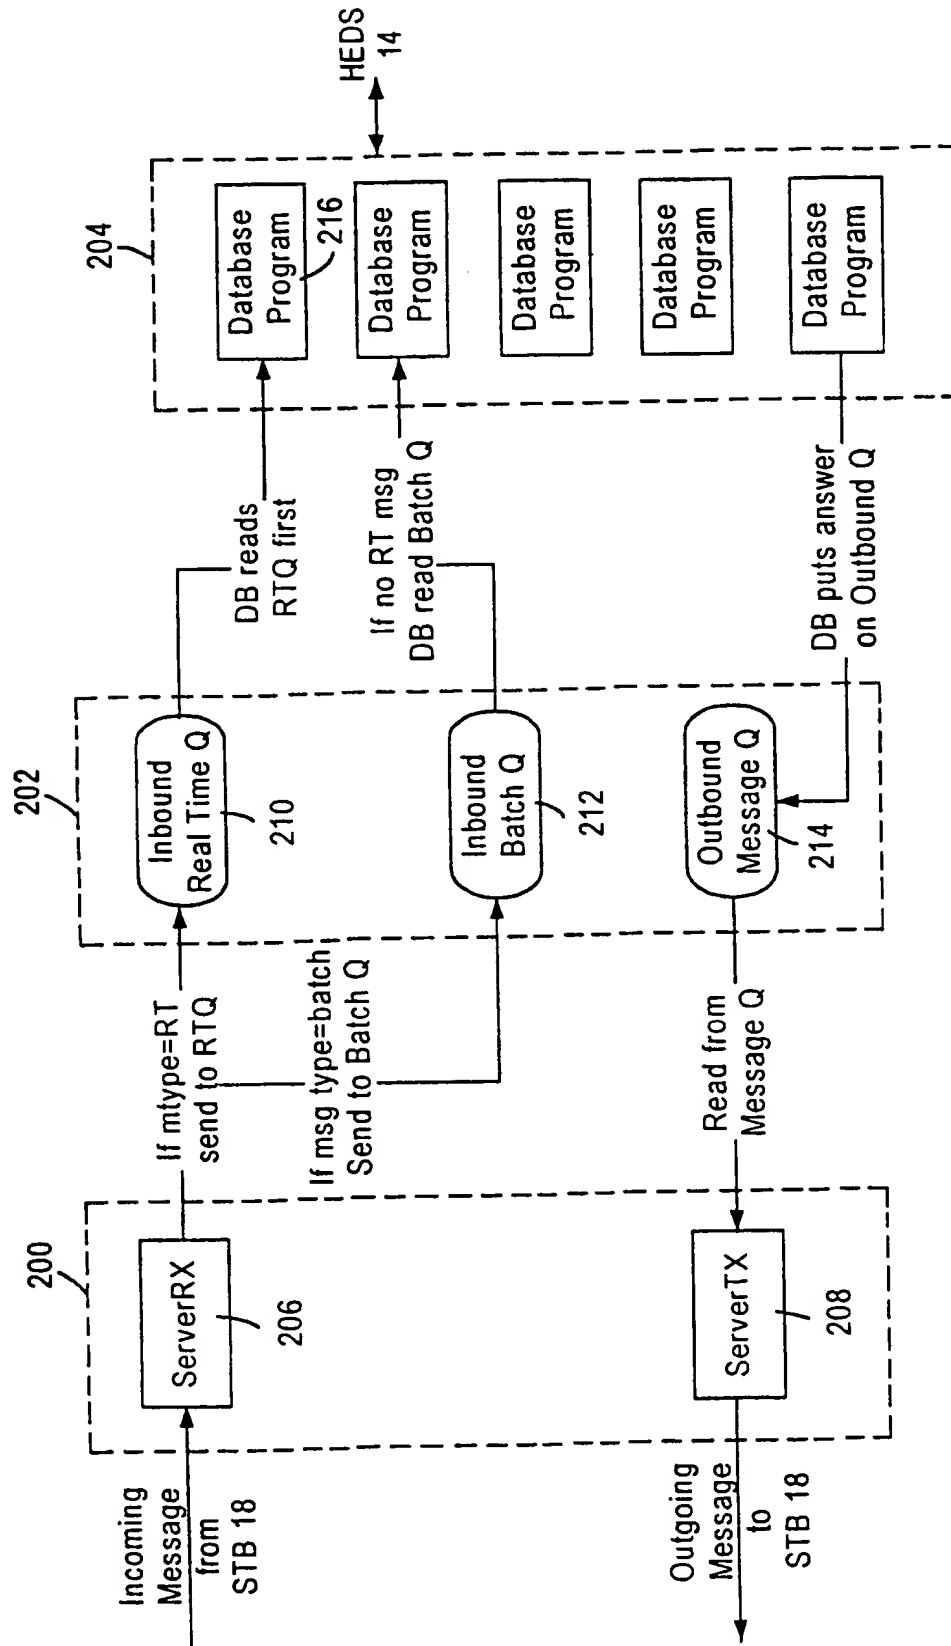 Incoming
Message
from
STB 18
200
ServerRX
206
If mtype=RT
send to RTQ
If msg type=batch
Send to Batch Q
202
Inbound
Real Time Q
210
Inbound
Batch Q
212
DB reads
RTQ first
If no RT msg
DB read Batch Q
204
Database
Program
216
Database
Program
Database
Program
Database
Program
Database
Program
HEDS
14
DB puts answer
on Outbound Q
Outbound
Message Q
214
Read from
Message Q
ServerTX
208
Outgoing
Message
to
STB 18